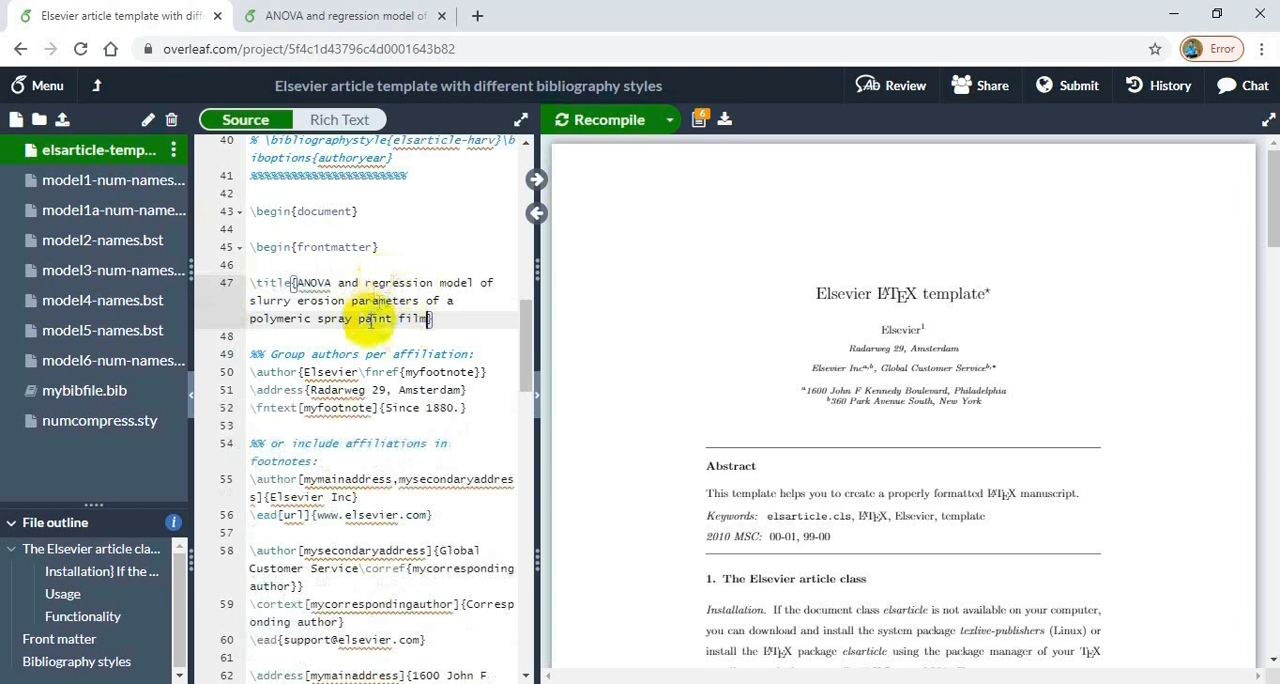 Elsevier article template with diff
ANOVA and regression model of
overleaf.com/project/5f4c1d43796c4d0001643b82
Error
Menu
Elsevier article template with different bibliography styles
Review
Share
Submit
History
Chat
Source
Rich Text
Recompile
6
elsarticle-temp...
model1-num-names...
model1a-num-name...
model2-names.bst
model3-num-names...
model4-names.bst
model5-names.bst
model6-num-names...
mybibfile.bib
numcompress.sty
File outline
The Elsevier article cla...
Installation} If the ...
Usage
Functionality
Front matter
Bibliography styles
40 % \bibliographystyle{elsarticle-harv}\b
iboptions{authoryear}
41 %%%%%%%%%%%%%%%%%%%%%%%
42
43 \begin{document}
44
45 \begin{frontmatter}
46
47 \title{ANOVA and regression model of
slurry erosion parameters of a
polymeric spray paint film}
48
49 %% Group authors per affiliation:
50 \author{Elsevier\fnref{myfootnote}}
51 \address{Radarweg 29, Amsterdam}
52 \fntext[myfootnote]{Since 1880.}
53
54 %% or include affiliations in
footnotes:
55 \author[mymainaddress,mysecondaryaddres
s]{Elsevier Inc}
56 \ead[url]{www.elsevier.com}
57
58 \author[mysecondaryaddress]{Global
Customer Service\corref{mycorresponding
author}}
59 \cortext[mycorrespondingauthor]{Corresp
onding author}
60 \ead{support@elsevier.com}
61
62 \address[mymainaddress]{1600 John F
Elsevier LATEX template*
Elsevier1
Radarweg 29, Amsterdam
Elsevier Inca,b, Global Customer Serviceb,*
a1600 John F Kennedy Boulevard, Philadelphia
b360 Park Avenue South, New York
Abstract
This template helps you to create a properly formatted LATEX manuscript.
Keywords: elsarticle.cls, LATEX, Elsevier, template
2010 MSC: 00-01, 99-00
1. The Elsevier article class
Installation. If the document class elsarticle is not available on your computer,
you can download and install the system package texlive-publishers (Linux) or
install the LATEX package elsarticle using the package manager of your TEX